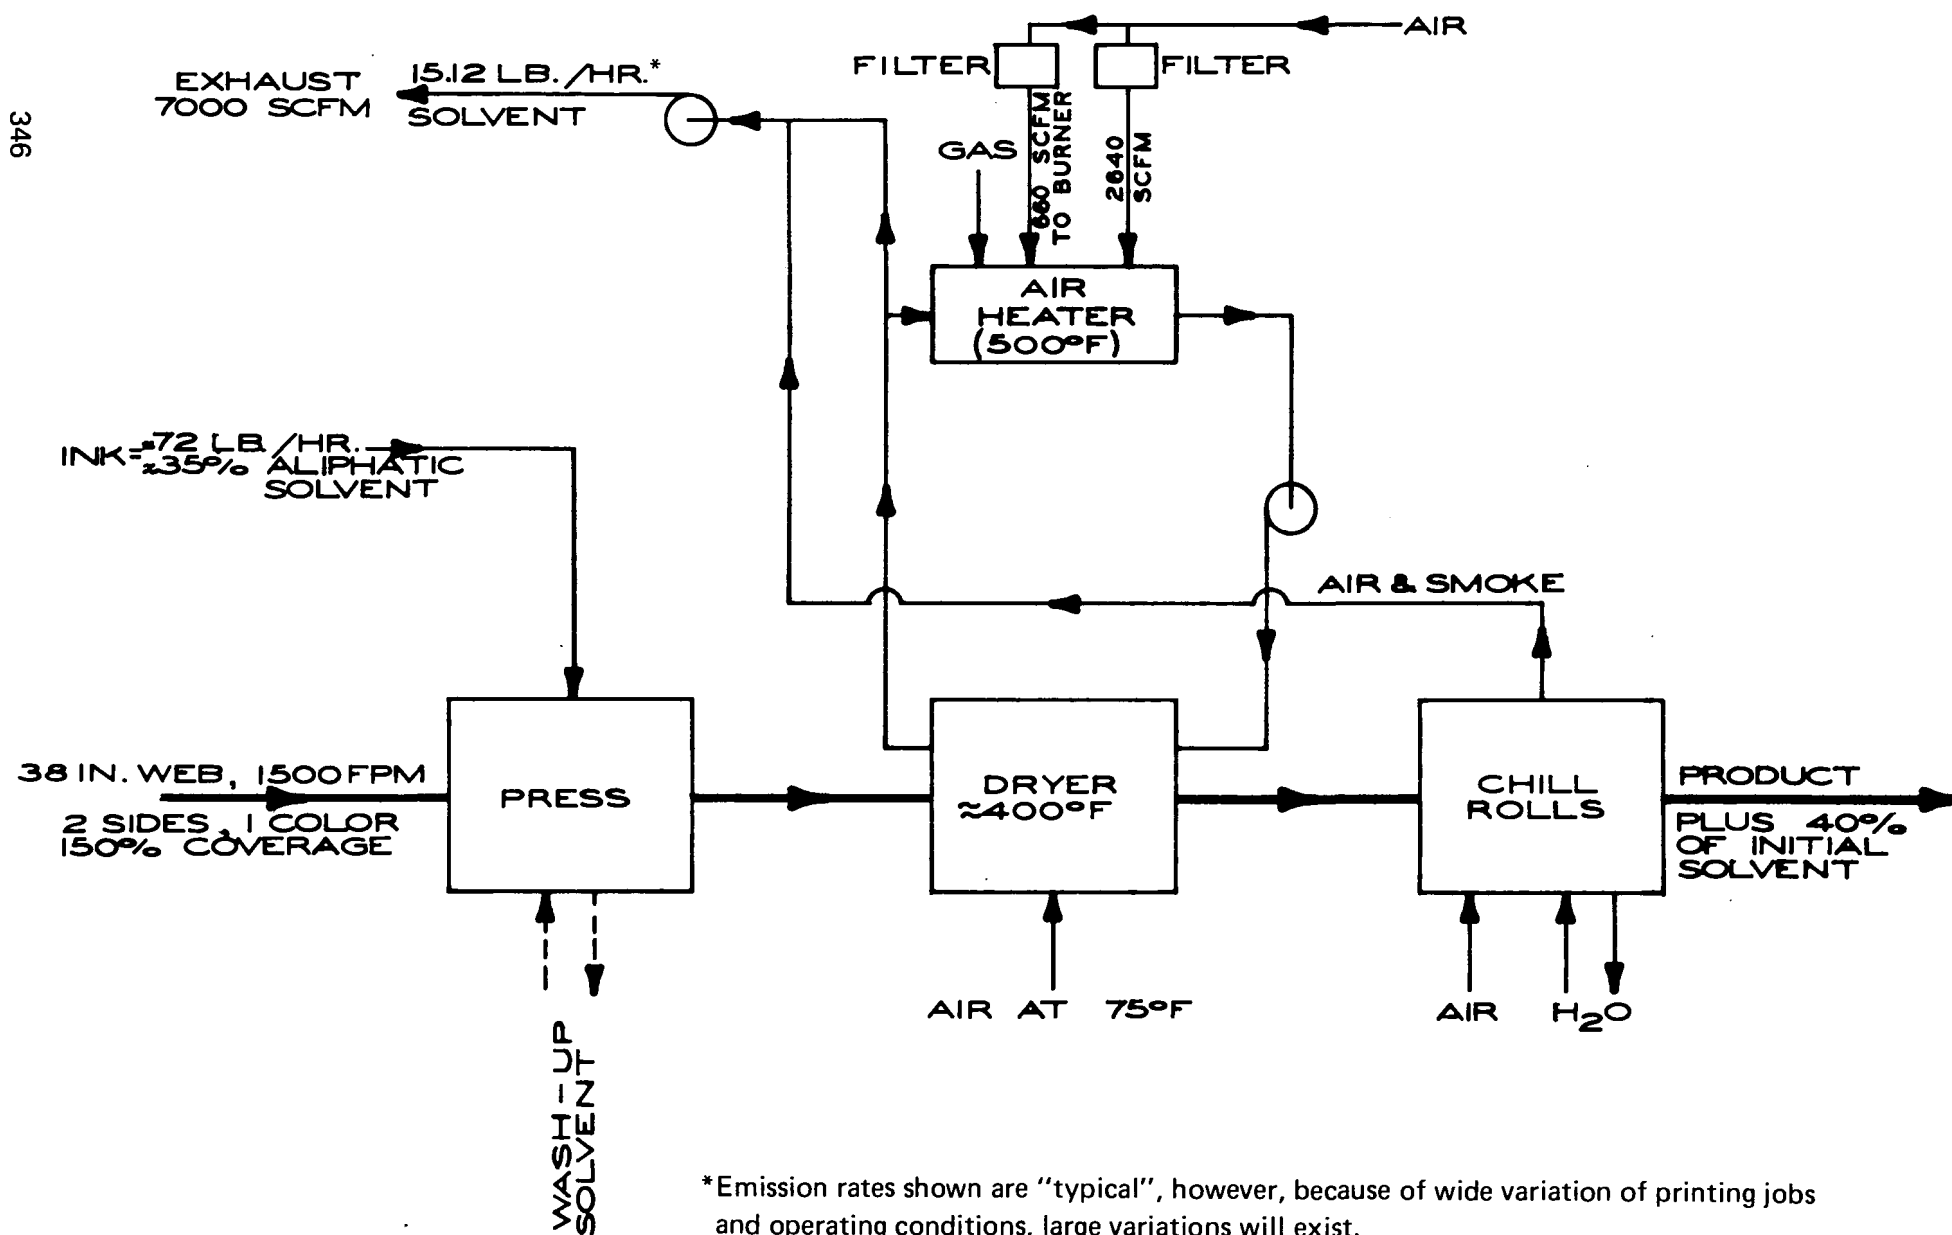 AIR
FILTER
FILTER
EXHAUST
7000 SCFM
15.12 LB./HR.*
SOLVENT
346
GAS
660 SCFM
TO BURNER
2640
SCFM
AIR
HEATER
(500°F)
INK=≈72 LB./HR.
≈35% ALIPHATIC
SOLVENT
AIR & SMOKE
38 IN. WEB, 1500 FPM
2 SIDES, 1 COLOR
150% COVERAGE
PRESS
DRYER
≈400°F
CHILL
ROLLS
PRODUCT
PLUS 40%
OF INITIAL
SOLVENT
AIR AT 75°F
AIR
H2O
WASH-UP
SOLVENT
*Emission rates shown are "typical", however, because of wide variation of printing jobs
and operating conditions, large variations will exist.